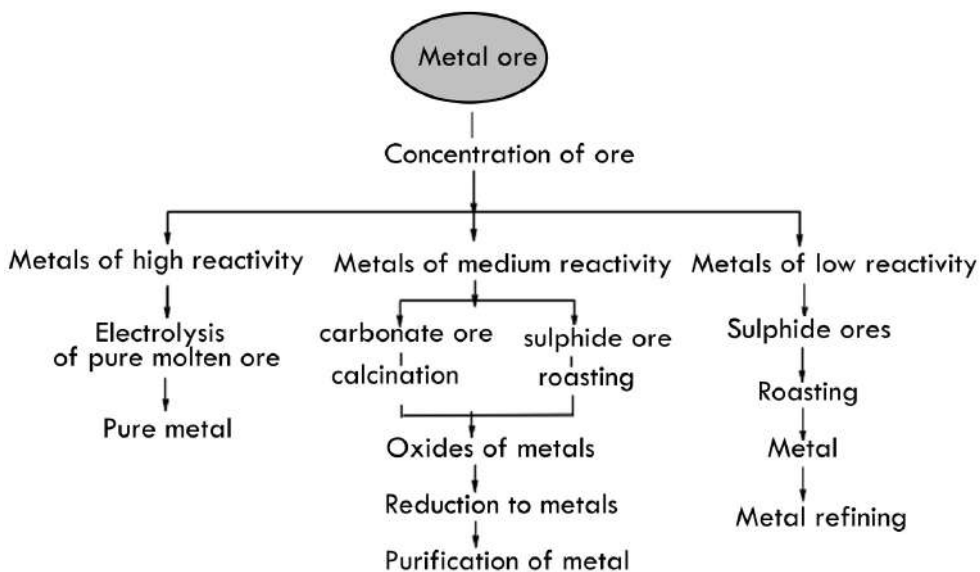 Metal ore
Concentration of ore
Metals of high reactivity
Metals of medium reactivity
Metals of low reactivity
Electrolysis
of pure molten ore
Pure metal
carbonate ore
calcination
sulphide ore
roasting
Oxides of metals
Reduction to metals
Purification of metal
Sulphide ores
Roasting
Metal
Metal refining